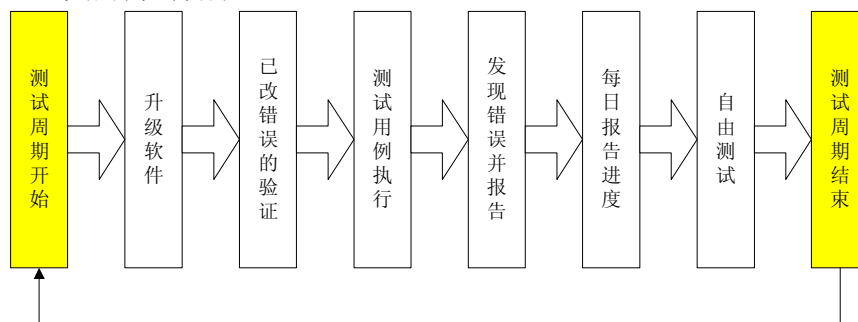 测试周期开始
升级软件
已改错误的验证
测试用例执行
发现错误并报告
每日报告进度
自由测试
测试周期结束